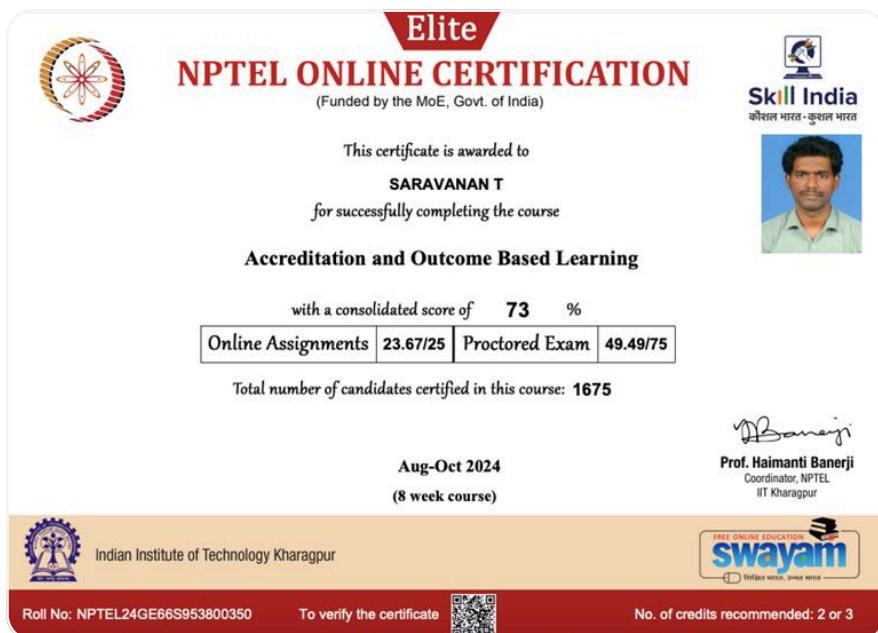 Elite
NPTEL ONLINE CERTIFICATION
(Funded by the MoE, Govt. of India)
Skill India
कौशल भारत - कुशल भारत
This certificate is awarded to
SARAVANAN T
for successfully completing the course
Accreditation and Outcome Based Learning
with a consolidated score of 73 %
Online Assignments 23.67/25 Proctored Exam 49.49/75
Total number of candidates certified in this course: 1675
Aug-Oct 2024
(8 week course)
Prof. Haimanti Banerji
Coordinator, NPTEL
IIT Kharagpur
Indian Institute of Technology Kharagpur
FREE ONLINE EDUCATION
swayam
शिक्षित भारत, उन्नत भारत
Roll No: NPTEL24GE66S953800350 To verify the certificate No. of credits recommended: 2 or 3